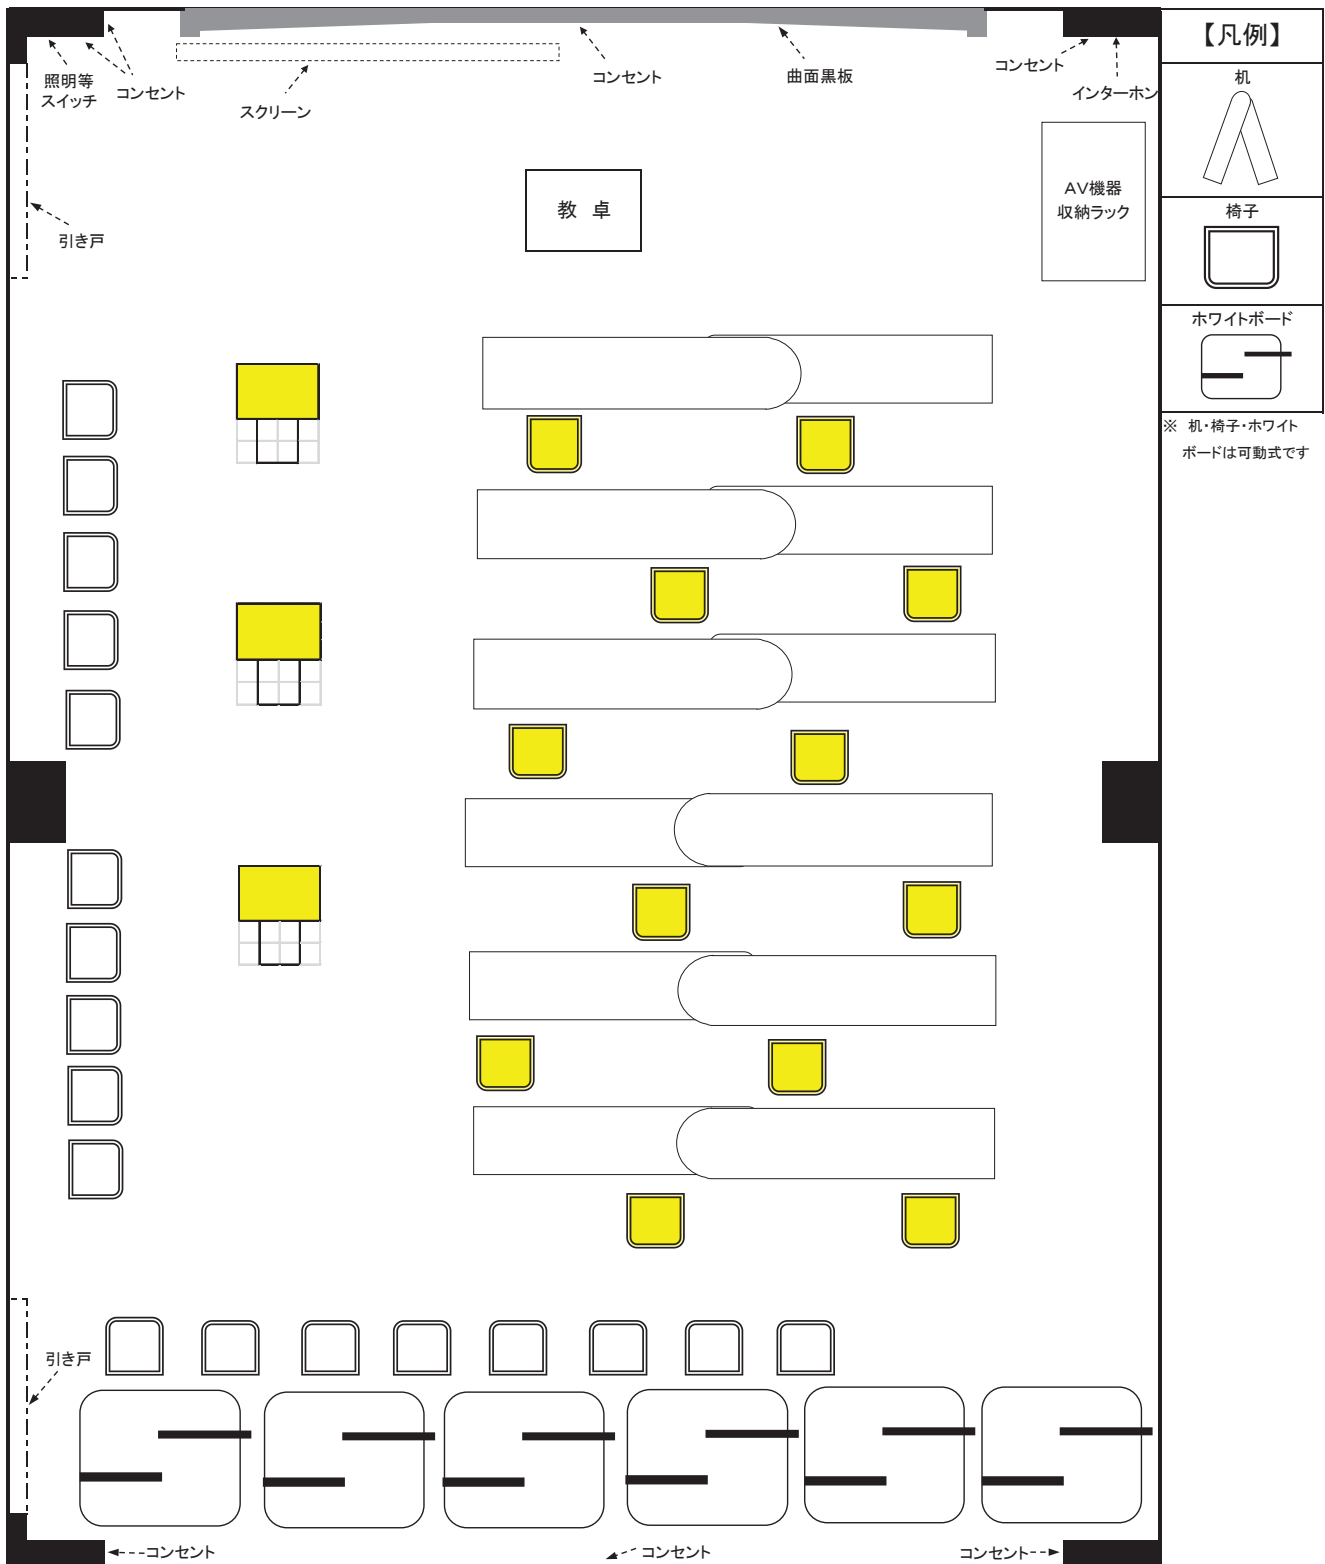 照明等
スイッチ
コンセント
スクリーン
コンセント
曲面黒板
コンセント
インターホン
引き戸
教 卓
AV機器
収納ラック
引き戸
コンセント
コンセント
コンセント
【凡例】
机
椅子
ホワイトボード
※ 机・椅子・ホワイト
ボードは可動式です